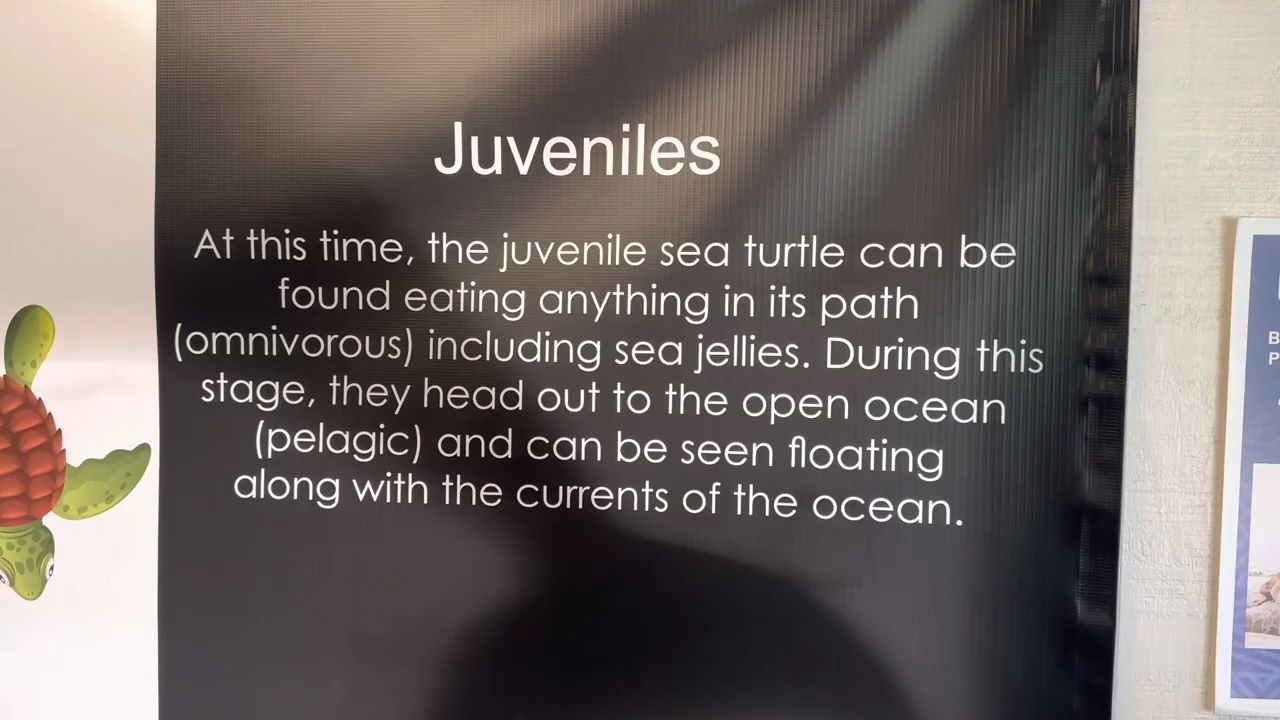 Juveniles
At this time, the juvenile sea turtle can be
found eating anything in its path
(omnivorous) including sea jellies. During this
stage, they head out to the open ocean
(pelagic) and can be seen floating
along with the currents of the ocean.
B
P